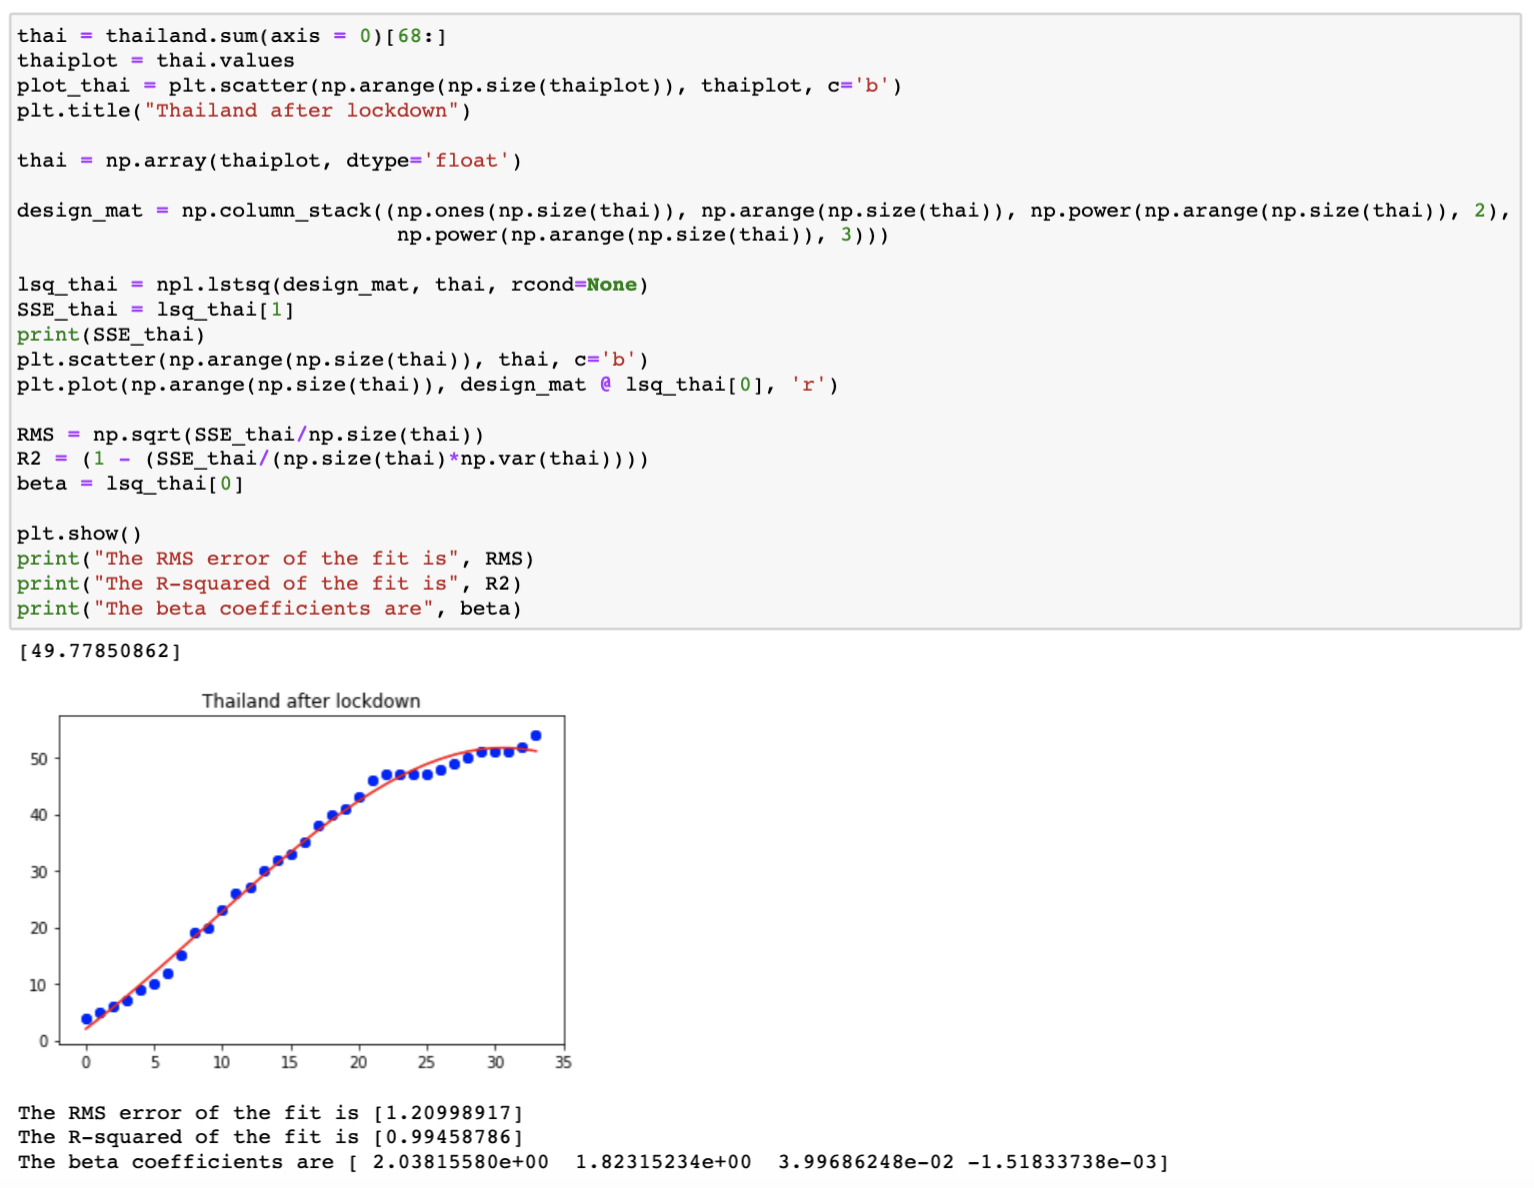 thai = thailand.sum(axis = 0)[68:]
thaiplot = thai.values
plot_thai = plt.scatter(np.arange(np.size(thaiplot)), thaiplot, c='b')
plt.title("Thailand after lockdown")
thai = np.array(thaiplot, dtype='float')
design_mat = np.column_stack((np.ones(np.size(thai)), np.arange(np.size(thai)), np.power(np.arange(np.size(thai)), 2),
np.power(np.arange(np.size(thai)), 3)))
lsq_thai = npl.lstsq(design_mat, thai, rcond=None)
SSE_thai = lsq_thai[1]
print(SSE_thai)
plt.scatter(np.arange(np.size(thai)), thai, c='b')
plt.plot(np.arange(np.size(thai)), design_mat @ lsq_thai[0], 'r')
RMS = np.sqrt(SSE_thai/np.size(thai))
R2 = (1 - (SSE_thai/(np.size(thai)*np.var(thai))))
beta = lsq_thai[0]
plt.show()
print("The RMS error of the fit is", RMS)
print("The R-squared of the fit is", R2)
print("The beta coefficients are", beta)
[49.77850862]
Thailand after lockdown
50
40
30
20
10
0
0 5 10 15 20 25 30 35
The RMS error of the fit is [1.20998917]
The R-squared of the fit is [0.99458786]
The beta coefficients are [ 2.03815580e+00  1.82315234e+00  3.99686248e-02 -1.51833738e-03]